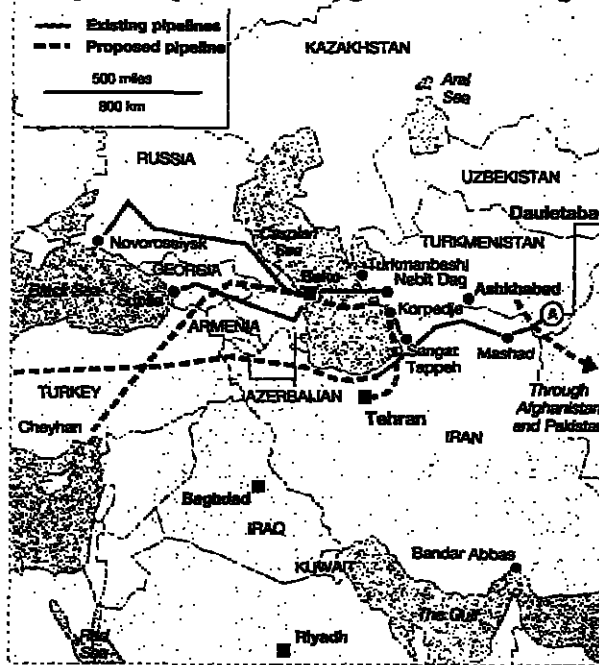 Existing pipelines
Proposed pipeline
500 miles
800 km
KAZAKHSTAN
Aral
Sea
RUSSIA
UZBEKISTAN
Dauletaba
Caspian
Sea
TURKMENISTAN
Novorossiysk
GEORGIA
Turkmanbashi
Nebit Dag
Ashkhabad
Black Sea
Supsa
Baku
Korpedje
A
ARMENIA
Sangar
Tappeh
Mashad
TURKEY
AZERBAIJAN
Through
Afghanistan
and Pakistan
Tehran
Cheyhan
IRAN
Baghdad
IRAQ
Bandar Abbas
KUWAIT
The Gulf
Red
Sea
Riyadh